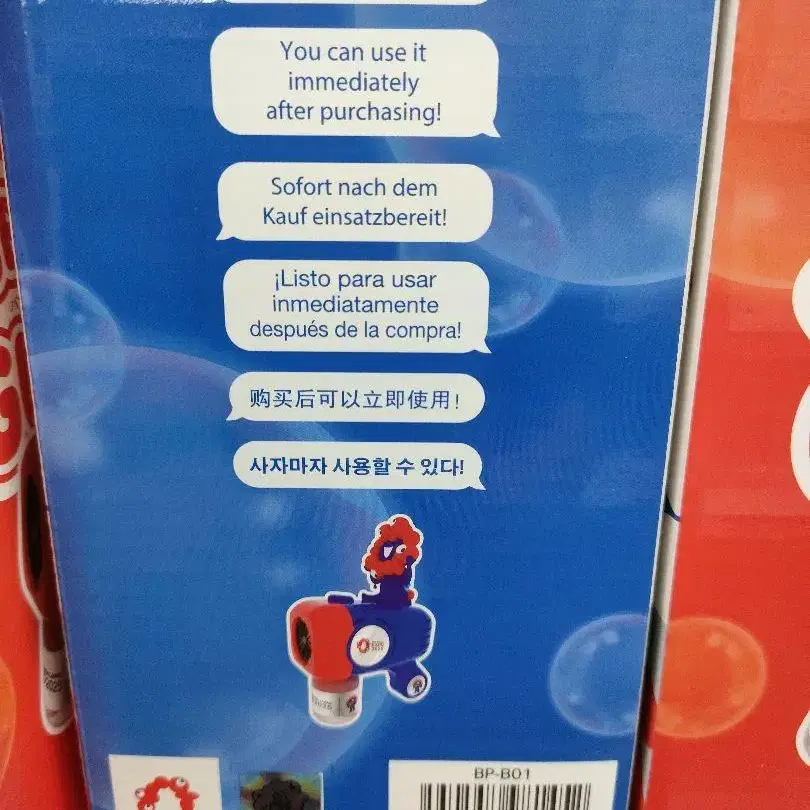 You can use it
immediately
after purchasing!
Sofort nach dem
Kauf einsatzbereit!
¡Listo para usar
inmediatamente
después de la compra!
购买后可以立即使用！
사자마자 사용할 수 있다!
BP-B01